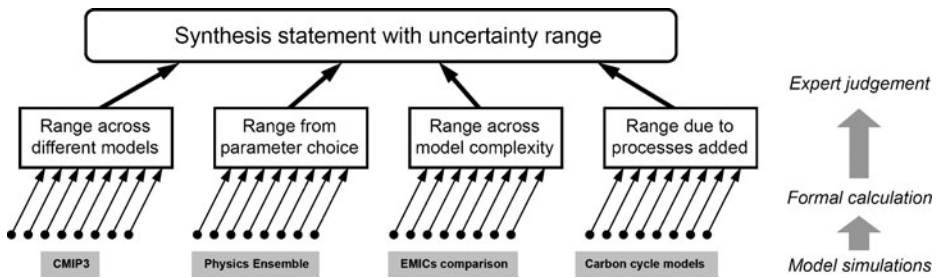 Synthesis statement with uncertainty range
Expert judgement
Range across
different models
Range from
parameter choice
Range across
model complexity
Range due to
processes added
Formal calculation
CMIP3
Physics Ensemble
EMICs comparison
Carbon cycle models
Model simulations